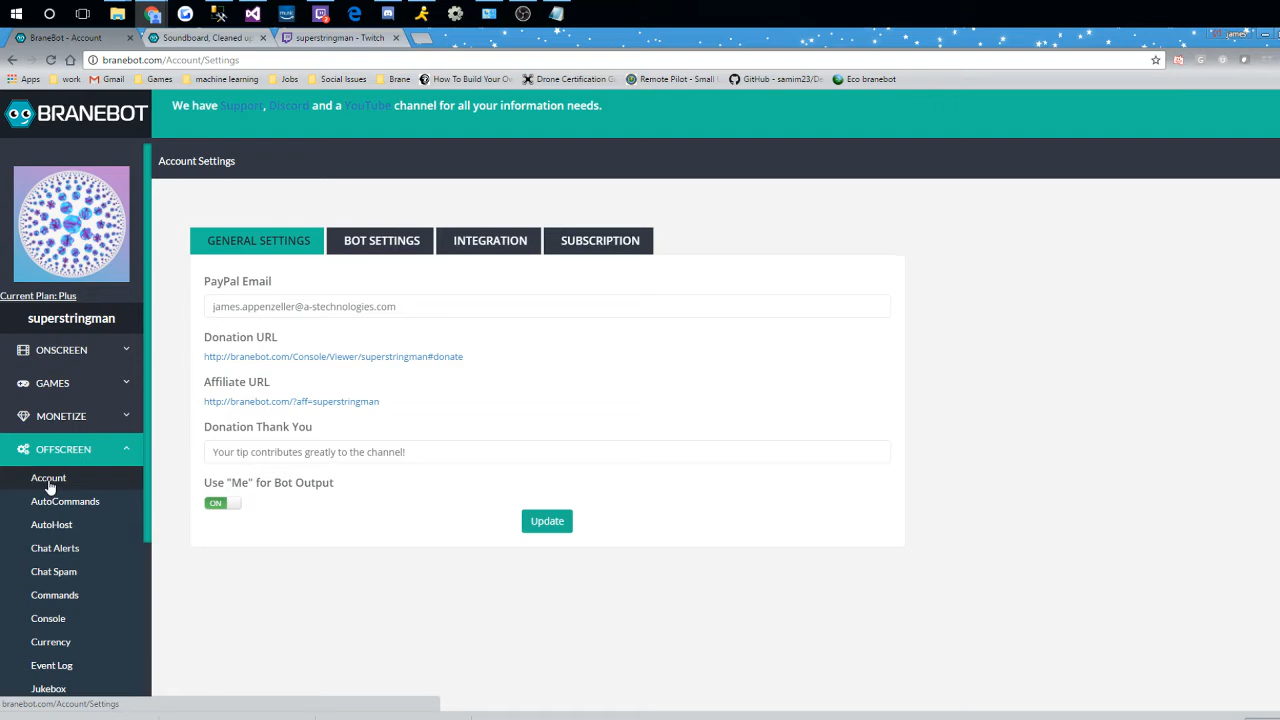 BraneBot - Account
Soundboard, Cleaned up
superstringman - Twitch
james
branebot.com/Account/Settings
Apps work Gmail Games machine learning Jobs Social Issues Brane How To Build Your Ow Drone Certification G Remote Pilot - Small GitHub - samim23/De Eco branebot
BRANEBOT
We have Support, Discord and a YouTube channel for all your information needs.
Account Settings
Current Plan: Plus
superstringman
ONSCREEN
GAMES
MONETIZE
OFFSCREEN
Account
AutoCommands
AutoHost
Chat Alerts
Chat Spam
Commands
Console
Currency
Event Log
Jukebox
GENERAL SETTINGS BOT SETTINGS INTEGRATION SUBSCRIPTION
PayPal Email
james.appenzeller@a-stechnologies.com
Donation URL
http://branebot.com/Console/Viewer/superstringman#donate
Affiliate URL
http://branebot.com/?aff=superstringman
Donation Thank You
Your tip contributes greatly to the channel!
Use "Me" for Bot Output
ON
Update
branebot.com/Account/Settings